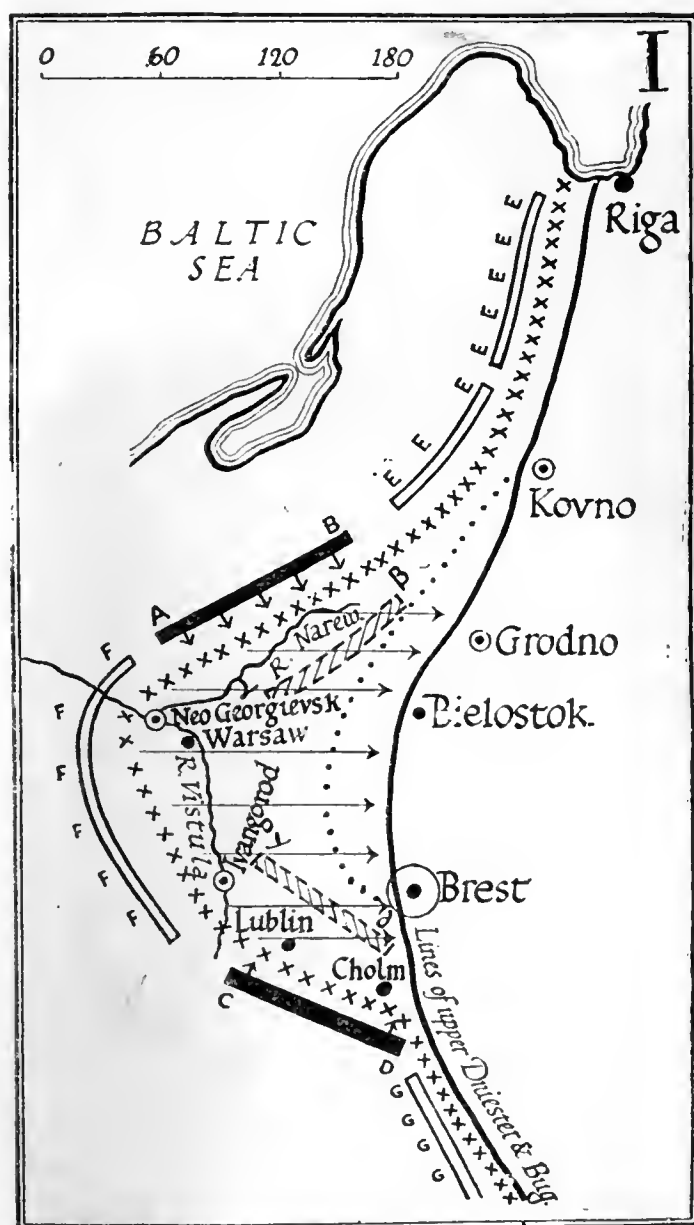 I
0 60 120 180
BALTIC
SEA
Riga
E E E E E E
E E E E
Kovno
B
A
β
R. Narew
Grodno
F
F
F
F
F
F
Neo Georgievsk
Warsaw
Bielostok.
R. Vistula
Ivangorod
Brest
Lublin
Cholm
C
D
Lines of upper Dniester & Bug.
G
G
G
G